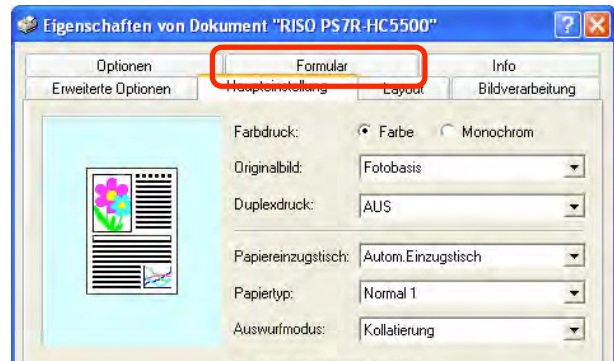 Eigenschaften von Dokument "RISO PS7R-HC5500"
Optionen Formular Info
Erweiterte Optionen Haupteinstellung Layout Bildverarbeitung
Farbdruck: Farbe Monochrom
Originalbild: Fotobasis
Duplexdruck: AUS
Papiereinzugstisch: Autom.Einzugstisch
Papiertyp: Normal 1
Auswurfmodus: Kollatierung